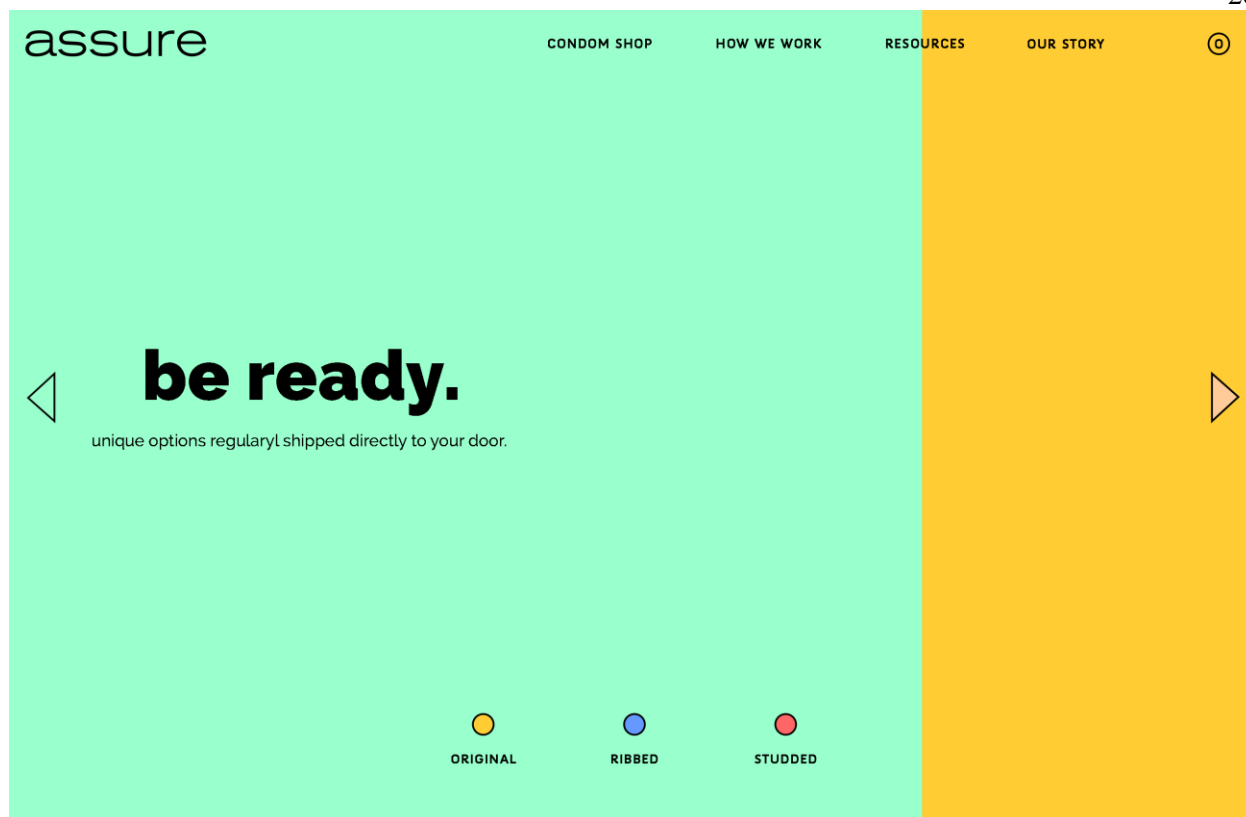 assure
CONDOM SHOP HOW WE WORK RESOURCES OUR STORY 0
be ready.
unique options regularyl shipped directly to your door.
ORIGINAL RIBBED STUDDED